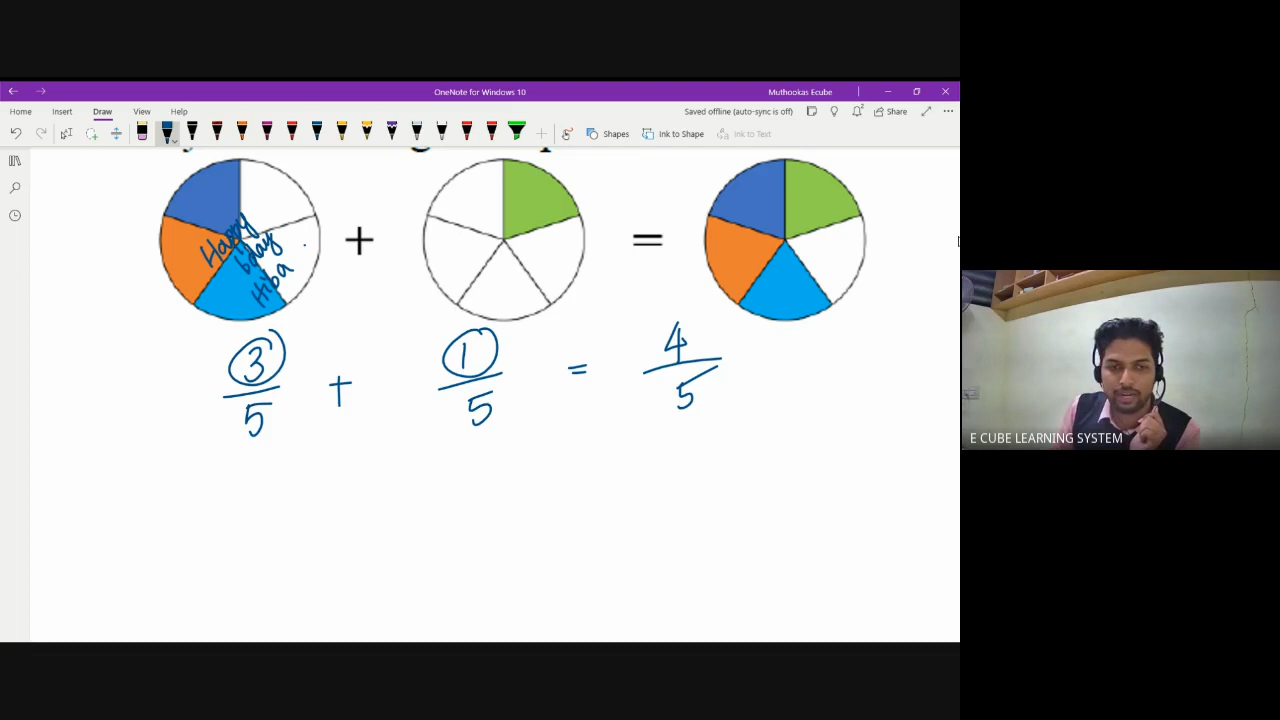 OneNote for Windows 10
Muthookas Ecube
Home Insert Draw View Help
Saved offline (auto-sync is off)
Share
Shapes
Ink to Shape
Ink to Text
Happy
bday
Hiba
+ =
3/5 + 1/5 = 4/5
E CUBE LEARNING SYSTEM